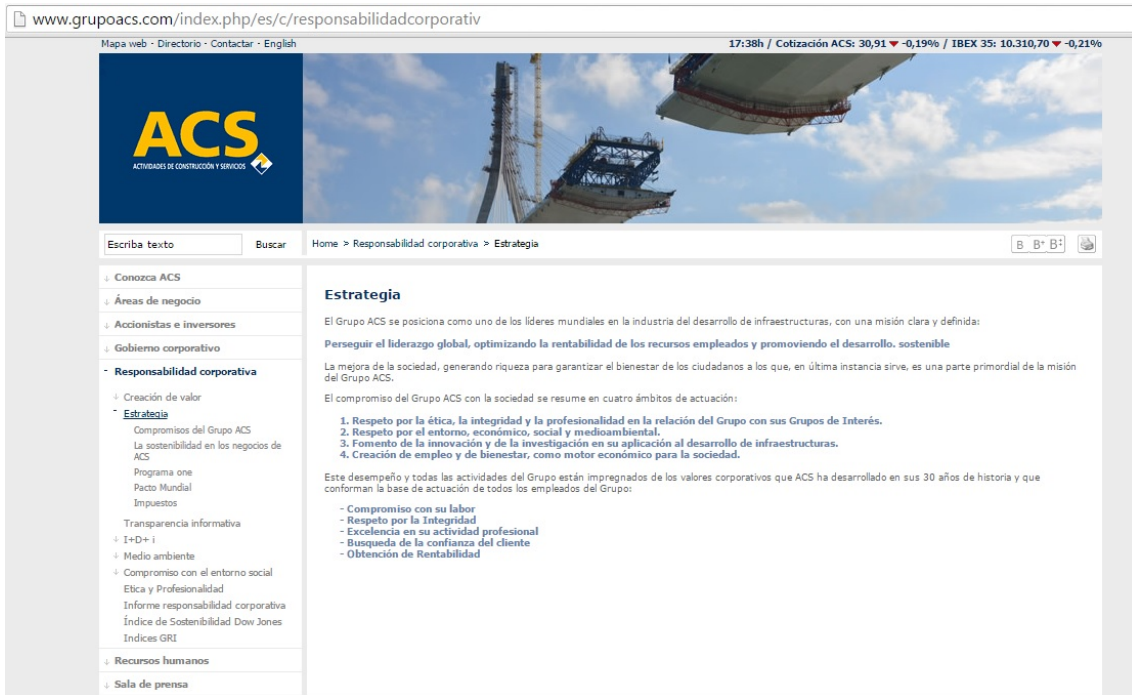 www.grupoacs.com/index.php/es/c/responsabilidadcorporativ
Mapa web - Directorio - Contactar - English
17:38h / Cotización ACS: 30,91 ▼ -0,19% / IBEX 35: 10.310,70 ▼ -0,21%
ACS
ACTIVIDADES DE CONSTRUCCIÓN Y SERVICIOS
Escriba texto Buscar
Home > Responsabilidad corporativa > Estrategia
B B+ B‡
Conozca ACS
Áreas de negocio
Accionistas e inversores
Gobierno corporativo
- Responsabilidad corporativa
Creación de valor
- Estrategia
Compromisos del Grupo ACS
La sostenibilidad en los negocios de
ACS
Programa one
Pacto Mundial
Impuestos
Transparencia informativa
I+D+ i
Medio ambiente
Compromiso con el entorno social
Etica y Profesionalidad
Informe responsabilidad corporativa
Índice de Sostenibilidad Dow Jones
Indices GRI
Recursos humanos
Sala de prensa
Estrategia
El Grupo ACS se posiciona como uno de los líderes mundiales en la industria del desarrollo de infraestructuras, con una misión clara y definida:
Perseguir el liderazgo global, optimizando la rentabilidad de los recursos empleados y promoviendo el desarrollo. sostenible
La mejora de la sociedad, generando riqueza para garantizar el bienestar de los ciudadanos a los que, en última instancia sirve, es una parte primordial de la misión
del Grupo ACS.
El compromiso del Grupo ACS con la sociedad se resume en cuatro ámbitos de actuación:
1. Respeto por la ética, la integridad y la profesionalidad en la relación del Grupo con sus Grupos de Interés.
2. Respeto por el entorno, económico, social y medioambiental.
3. Fomento de la innovación y de la investigación en su aplicación al desarrollo de infraestructuras.
4. Creación de empleo y de bienestar, como motor económico para la sociedad.
Este desempeño y todas las actividades del Grupo están impregnados de los valores corporativos que ACS ha desarrollado en sus 30 años de historia y que
conforman la base de actuación de todos los empleados del Grupo:
- Compromiso con su labor
- Respeto por la Integridad
- Excelencia en su actividad profesional
- Busqueda de la confianza del cliente
- Obtención de Rentabilidad